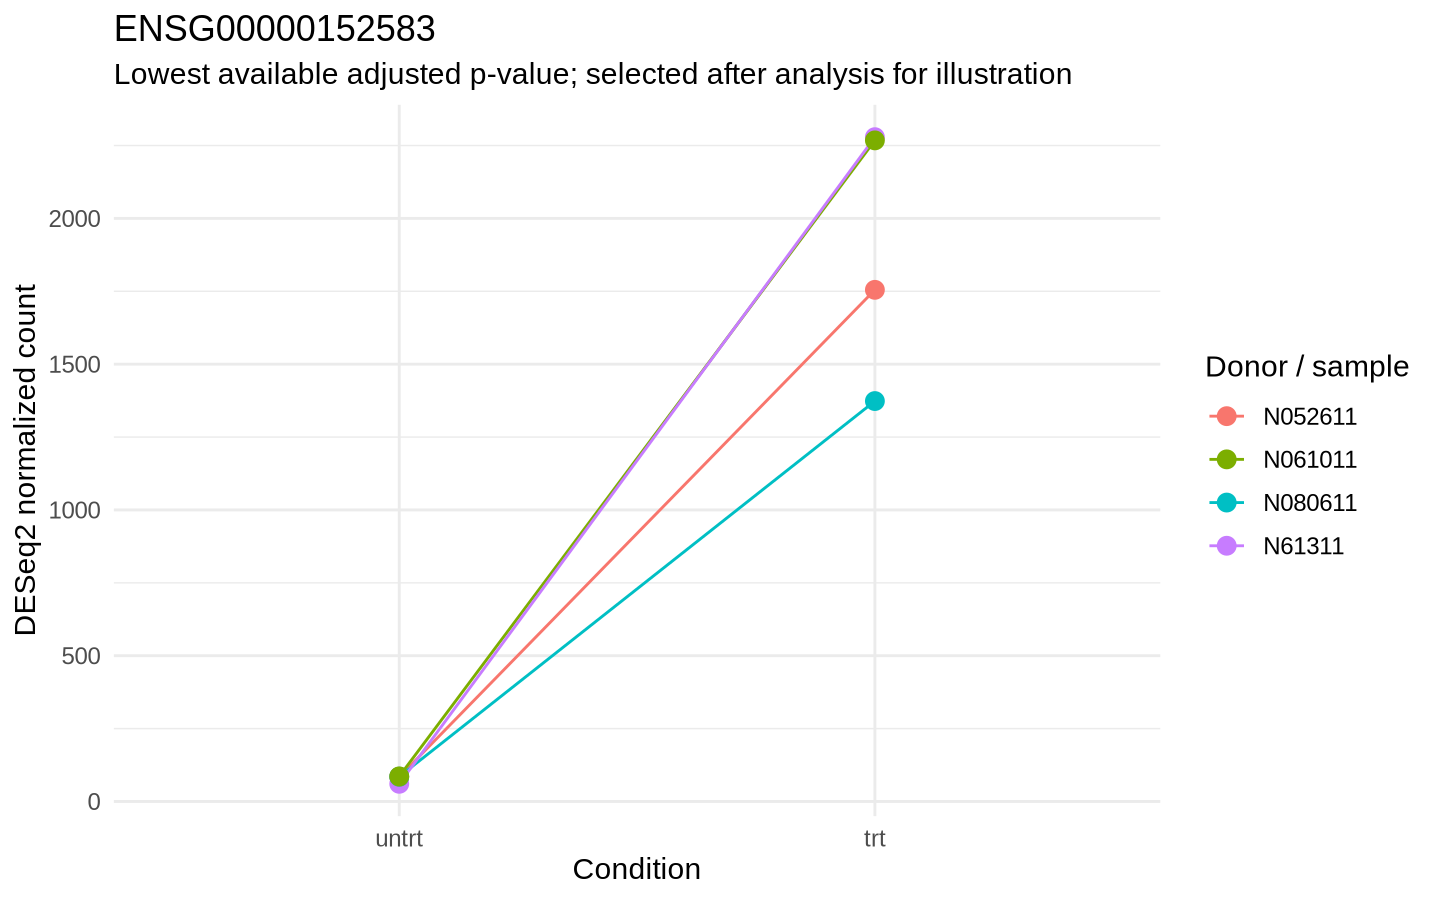 ENSG00000152583
Lowest available adjusted p-value; selected after analysis for illustration
DESeq2 normalized count
2000
1500
1000
500
0
untrt
trt
Condition
Donor / sample
N052611
N061011
N080611
N61311